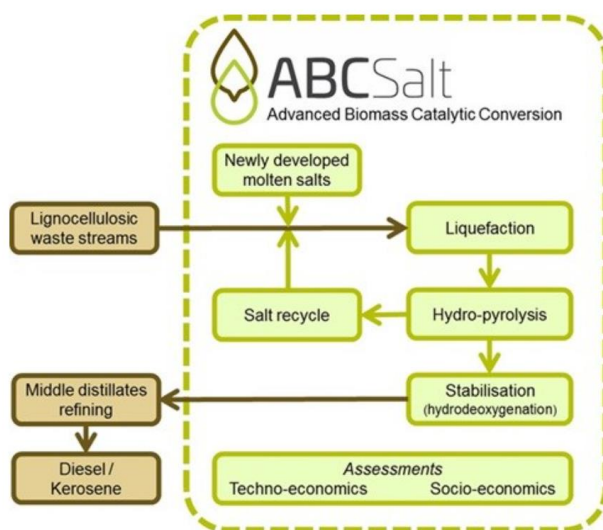 ABCSalt
Advanced Biomass Catalytic Conversion
Newly developed
molten salts
Lignocellulosic
waste streams
Liquefaction
Salt recycle
Hydro-pyrolysis
Middle distillates
refining
Stabilisation
(hydrodeoxygenation)
Diesel /
Kerosene
Assessments
Techno-economics Socio-economics